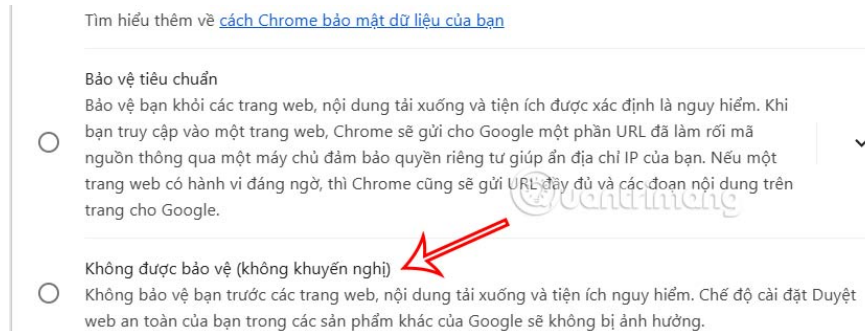 Tìm hiểu thêm về cách Chrome bảo mật dữ liệu của bạn
Bảo vệ tiêu chuẩn
Bảo vệ bạn khỏi các trang web, nội dung tải xuống và tiện ích được xác định là nguy hiểm. Khi
bạn truy cập vào một trang web, Chrome sẽ gửi cho Google một phần URL đã làm rối mã
nguồn thông qua một máy chủ đảm bảo quyền riêng tư giúp ẩn địa chỉ IP của bạn. Nếu một
trang web có hành vi đáng ngờ, thì Chrome cũng sẽ gửi URL đầy đủ và các đoạn nội dung trên
trang cho Google.
Quantrimang
Không được bảo vệ (không khuyến nghị)
Không bảo vệ bạn trước các trang web, nội dung tải xuống và tiện ích nguy hiểm. Chế độ cài đặt Duyệt
web an toàn của bạn trong các sản phẩm khác của Google sẽ không bị ảnh hưởng.